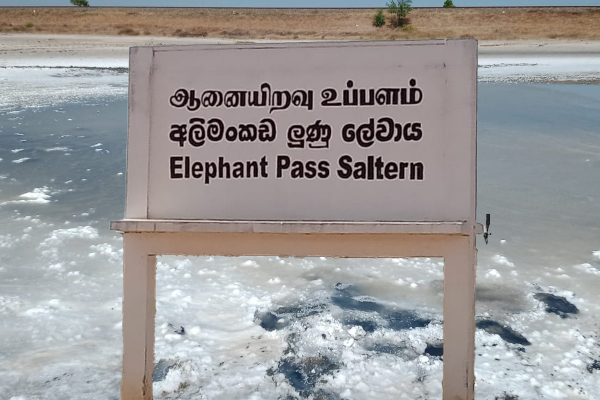 ஆனையிறவு உப்பளம்
අලිමංකඩ ලුණු ලේවාය
Elephant Pass Saltern